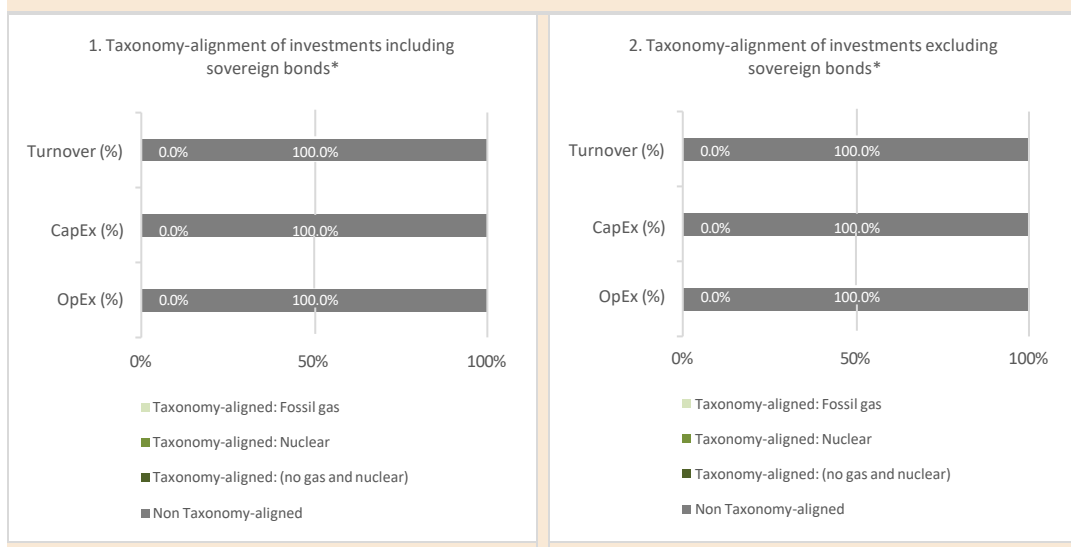 1. Taxonomy-alignment of investments including
sovereign bonds*
Turnover (%)
0.0%
100.0%
CapEx (%)
0.0%
100.0%
OpEx (%)
0.0%
100.0%
0%
50%
100%
Taxonomy-aligned: Fossil gas
Taxonomy-aligned: Nuclear
Taxonomy-aligned: (no gas and nuclear)
Non Taxonomy-aligned
2. Taxonomy-alignment of investments excluding
sovereign bonds*
Turnover (%)
0.0%
100.0%
CapEx (%)
0.0%
100.0%
OpEx (%)
0.0%
100.0%
0%
50%
100%
Taxonomy-aligned: Fossil gas
Taxonomy-aligned: Nuclear
Taxonomy-aligned: (no gas and nuclear)
Non Taxonomy-aligned